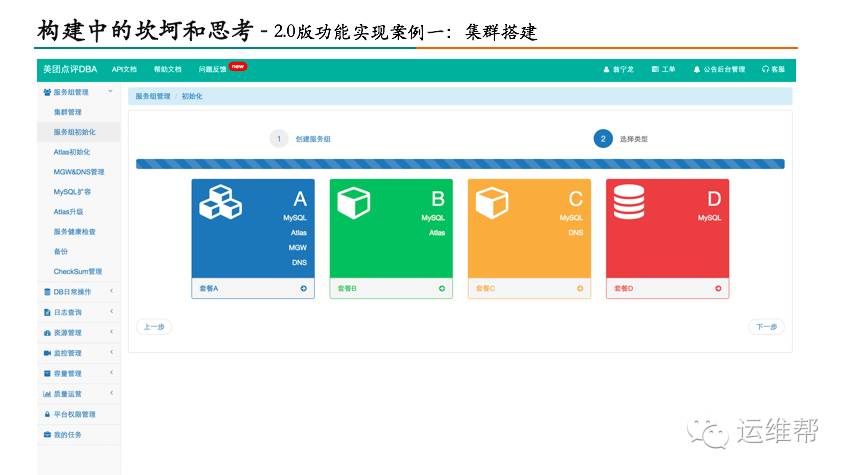 构建中的坎坷和思考 - 2.0版功能实现案例一：集群搭建
美团点评DBA API文档 帮助文档 问题反馈 new 翁宁龙 工单 公告后台管理 客服
服务组管理
集群管理
服务组初始化
Atlas初始化
MGW&DNS管理
MySQL扩容
Atlas升级
服务健康检查
备份
CheckSum管理
DB日常操作
日志查询
资源管理
监控管理
容量管理
质量运营
平台权限管理
我的任务
服务组管理 / 初始化
1 创建服务组
2 选择类型
A
MySQL
Atlas
MGW
DNS
套餐A
B
MySQL
Atlas
套餐B
C
MySQL
DNS
套餐C
D
MySQL
套餐D
上一步
下一步
运维帮